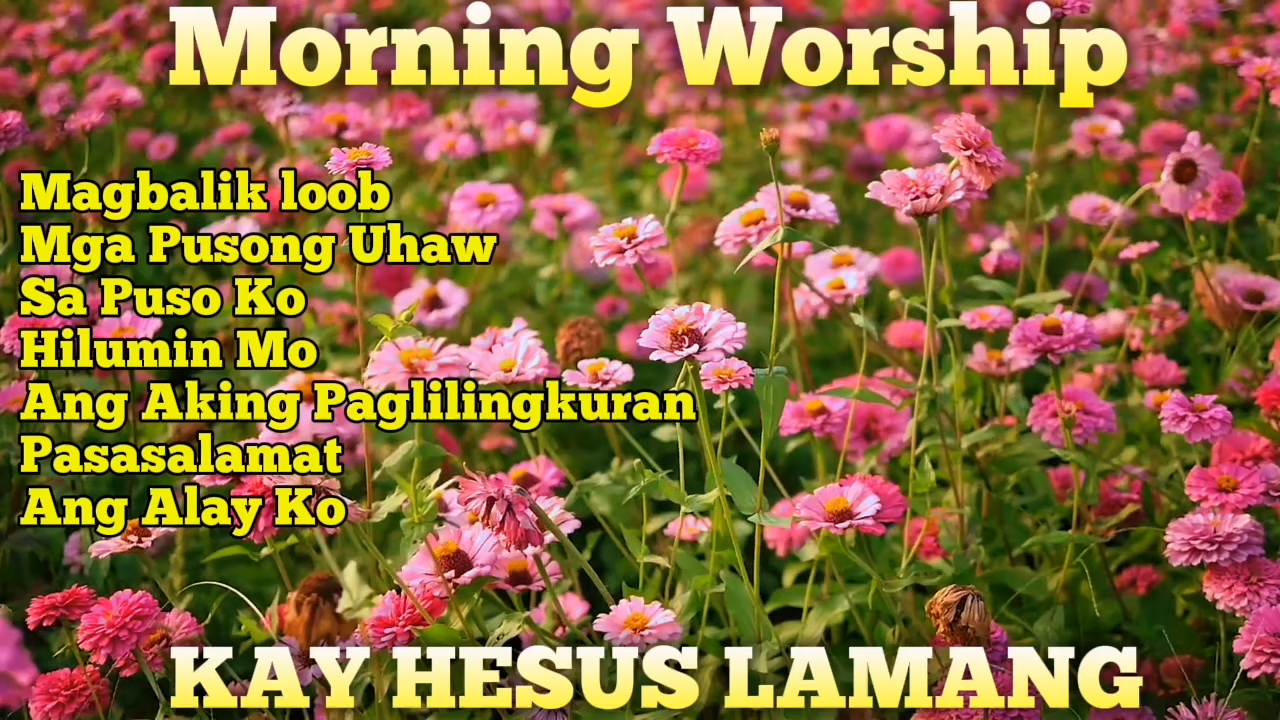 Morning Worship
Magbalik loob
Mga Pusong Uhaw
Sa Puso Ko
Hilumin Mo
Ang Aking Paglilingkuran
Pasasalamat
Ang Alay Ko
KAY HESUS LAMANG